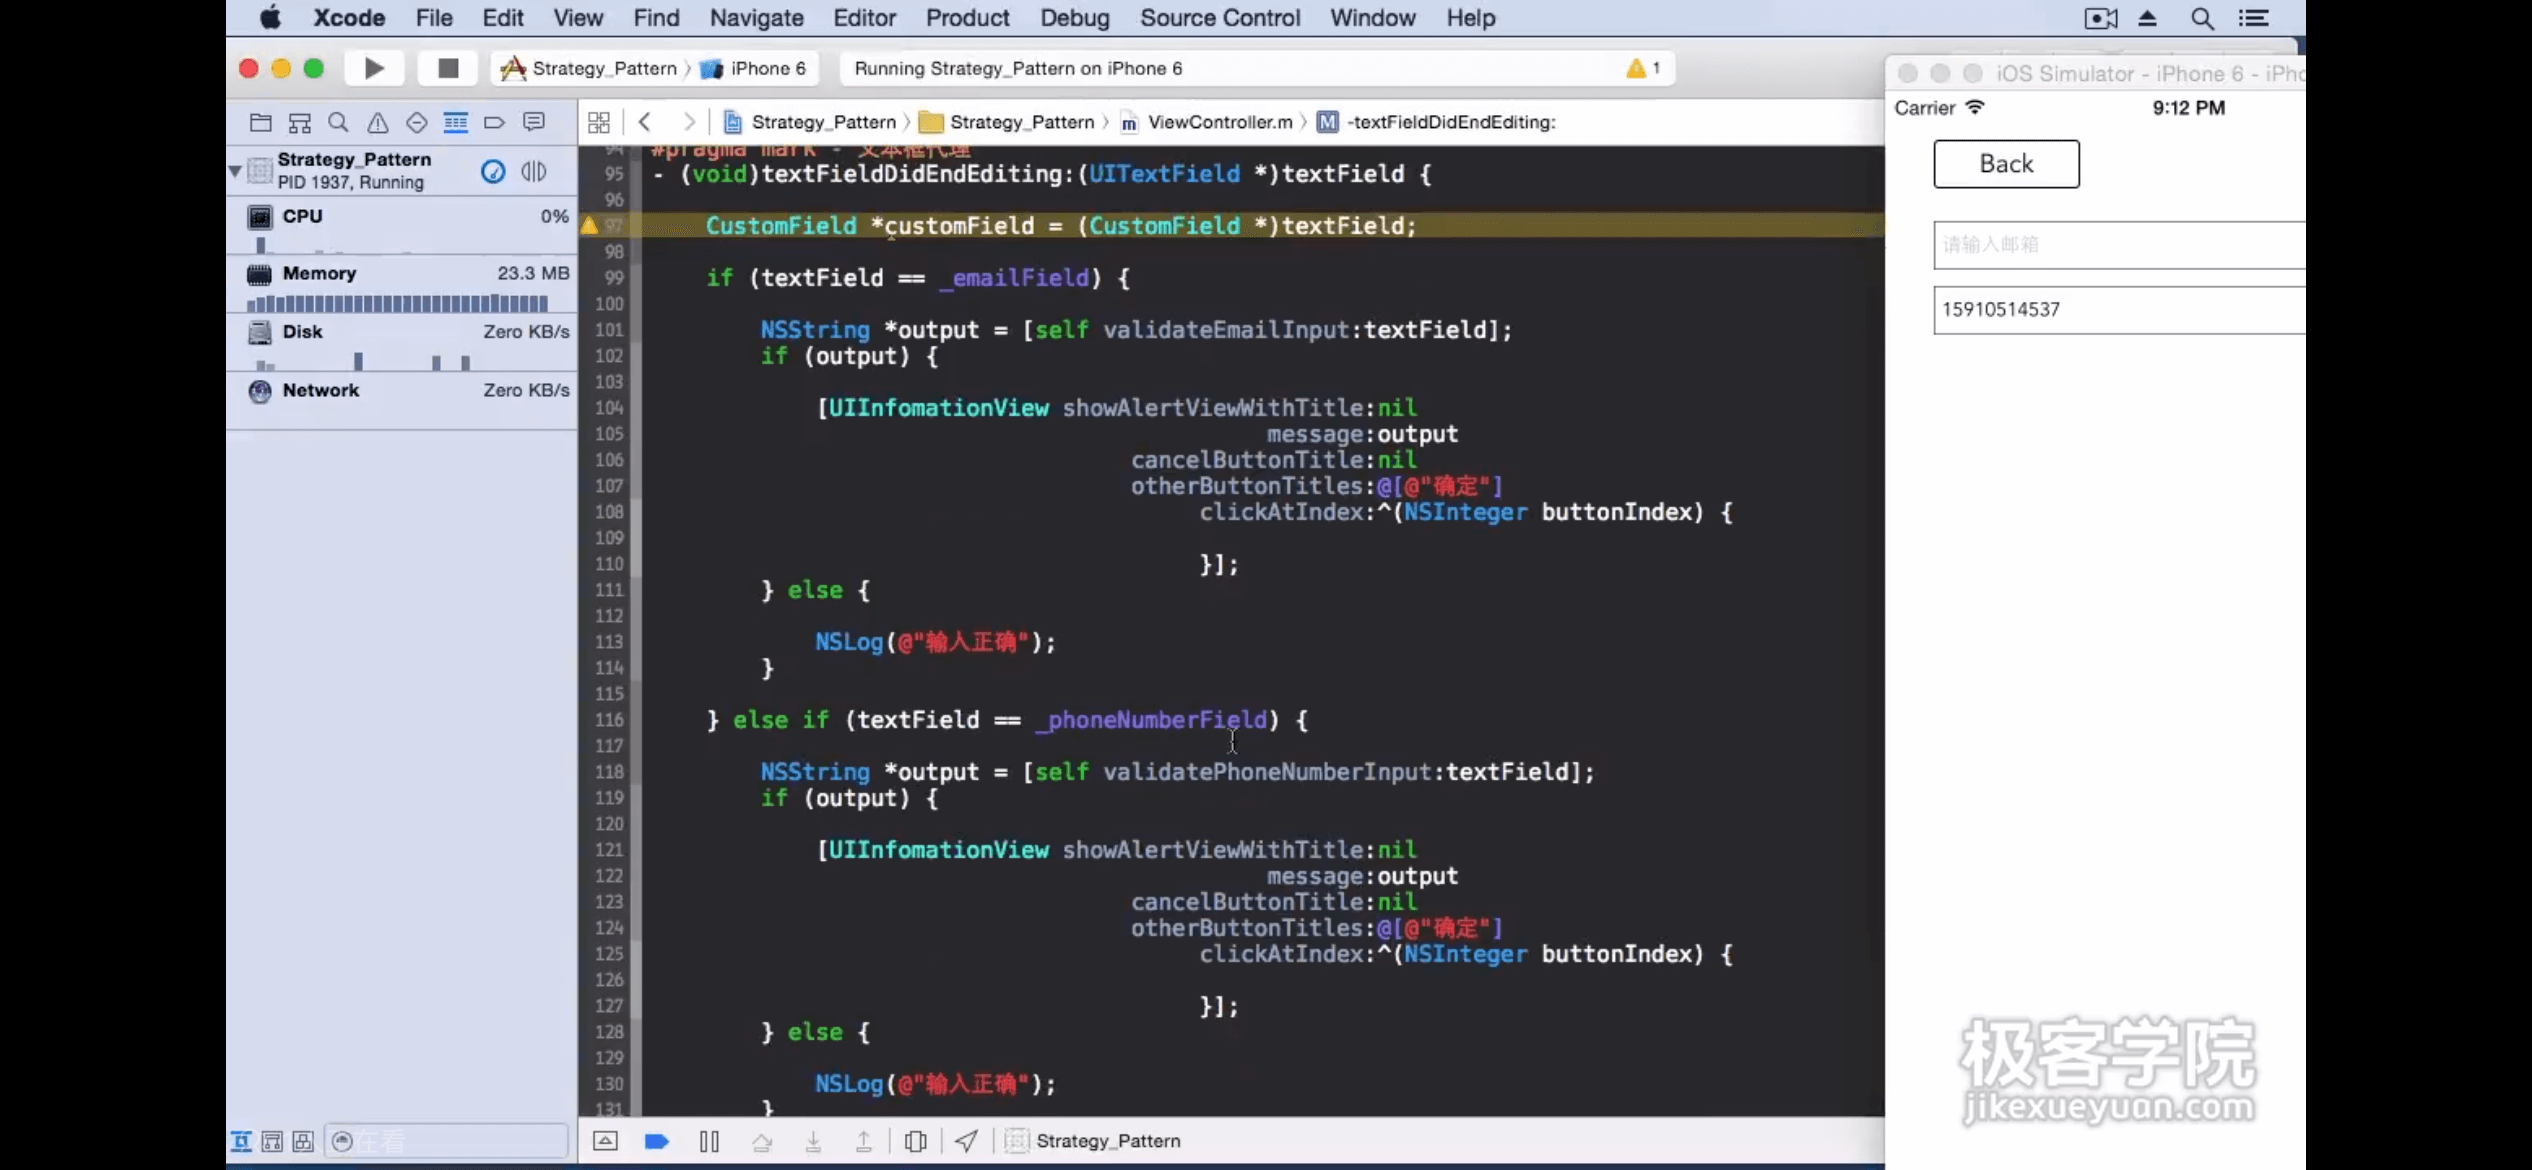 Xcode File Edit View Find Navigate Editor Product Debug Source Control Window Help
Strategy_Pattern iPhone 6
Running Strategy_Pattern on iPhone 6
1
Strategy_Pattern
PID 1937, Running
CPU 0%
Memory 23.3 MB
Disk Zero KB/s
Network Zero KB/s
Strategy_Pattern Strategy_Pattern ViewController.m -textFieldDidEndEditing:
94 #pragma mark - 文本框代理
95 - (void)textFieldDidEndEditing:(UITextField *)textField {
96
97 CustomField *customField = (CustomField *)textField;
98
99 if (textField == _emailField) {
100
101 NSString *output = [self validateEmailInput:textField];
102 if (output) {
103
104 [UIInfomationView showAlertViewWithTitle:nil
105 message:output
106 cancelButtonTitle:nil
107 otherButtonTitles:@[@"确定"]
108 clickAtIndex:^(NSInteger buttonIndex) {
109
110 }];
111 } else {
112
113 NSLog(@"输入正确");
114 }
115
116 } else if (textField == _phoneNumberField) {
117
118 NSString *output = [self validatePhoneNumberInput:textField];
119 if (output) {
120
121 [UIInfomationView showAlertViewWithTitle:nil
122 message:output
123 cancelButtonTitle:nil
124 otherButtonTitles:@[@"确定"]
125 clickAtIndex:^(NSInteger buttonIndex) {
126
127 }];
128 } else {
129
130 NSLog(@"输入正确");
131 }
Strategy_Pattern
iOS Simulator - iPhone 6 - iPho
Carrier 9:12 PM
Back
请输入邮箱
15910514537
极客学院
jikexueyuan.com